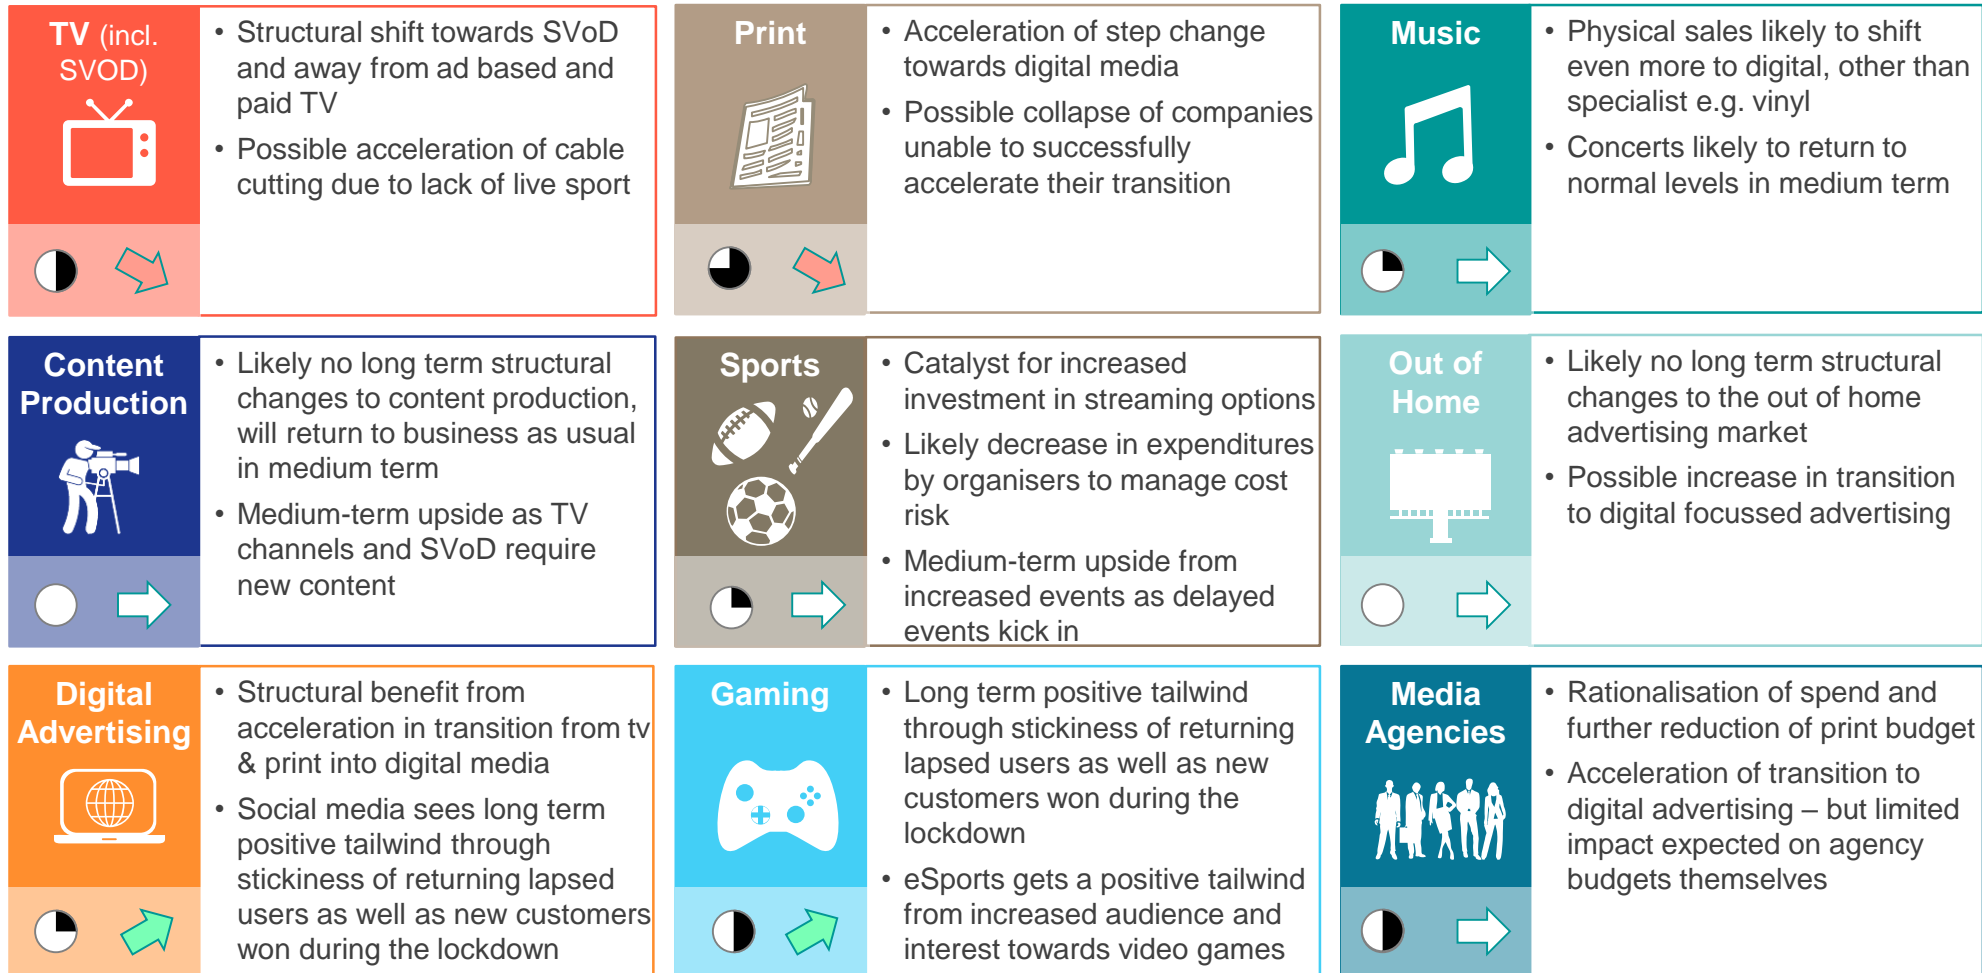 TV (incl.
SVOD)
• Structural shift towards SVoD
and away from ad based and
paid TV
• Possible acceleration of cable
cutting due to lack of live sport
Print
• Acceleration of step change
towards digital media
• Possible collapse of companies
unable to successfully
accelerate their transition
Music
• Physical sales likely to shift
even more to digital, other than
specialist e.g. vinyl
• Concerts likely to return to
normal levels in medium term
Content
Production
• Likely no long term structural
changes to content production,
will return to business as usual
in medium term
• Medium-term upside as TV
channels and SVoD require
new content
Sports
• Catalyst for increased
investment in streaming options
• Likely decrease in expenditures
by organisers to manage cost
risk
• Medium-term upside from
increased events as delayed
events kick in
Out of
Home
• Likely no long term structural
changes to the out of home
advertising market
• Possible increase in transition
to digital focussed advertising
Digital
Advertising
• Structural benefit from
acceleration in transition from tv
& print into digital media
• Social media sees long term
positive tailwind through
stickiness of returning lapsed
users as well as new customers
won during the lockdown
Gaming
• Long term positive tailwind
through stickiness of returning
lapsed users as well as new
customers won during the
lockdown
• eSports gets a positive tailwind
from increased audience and
interest towards video games
Media
Agencies
• Rationalisation of spend and
further reduction of print budget
• Acceleration of transition to
digital advertising – but limited
impact expected on agency
budgets themselves